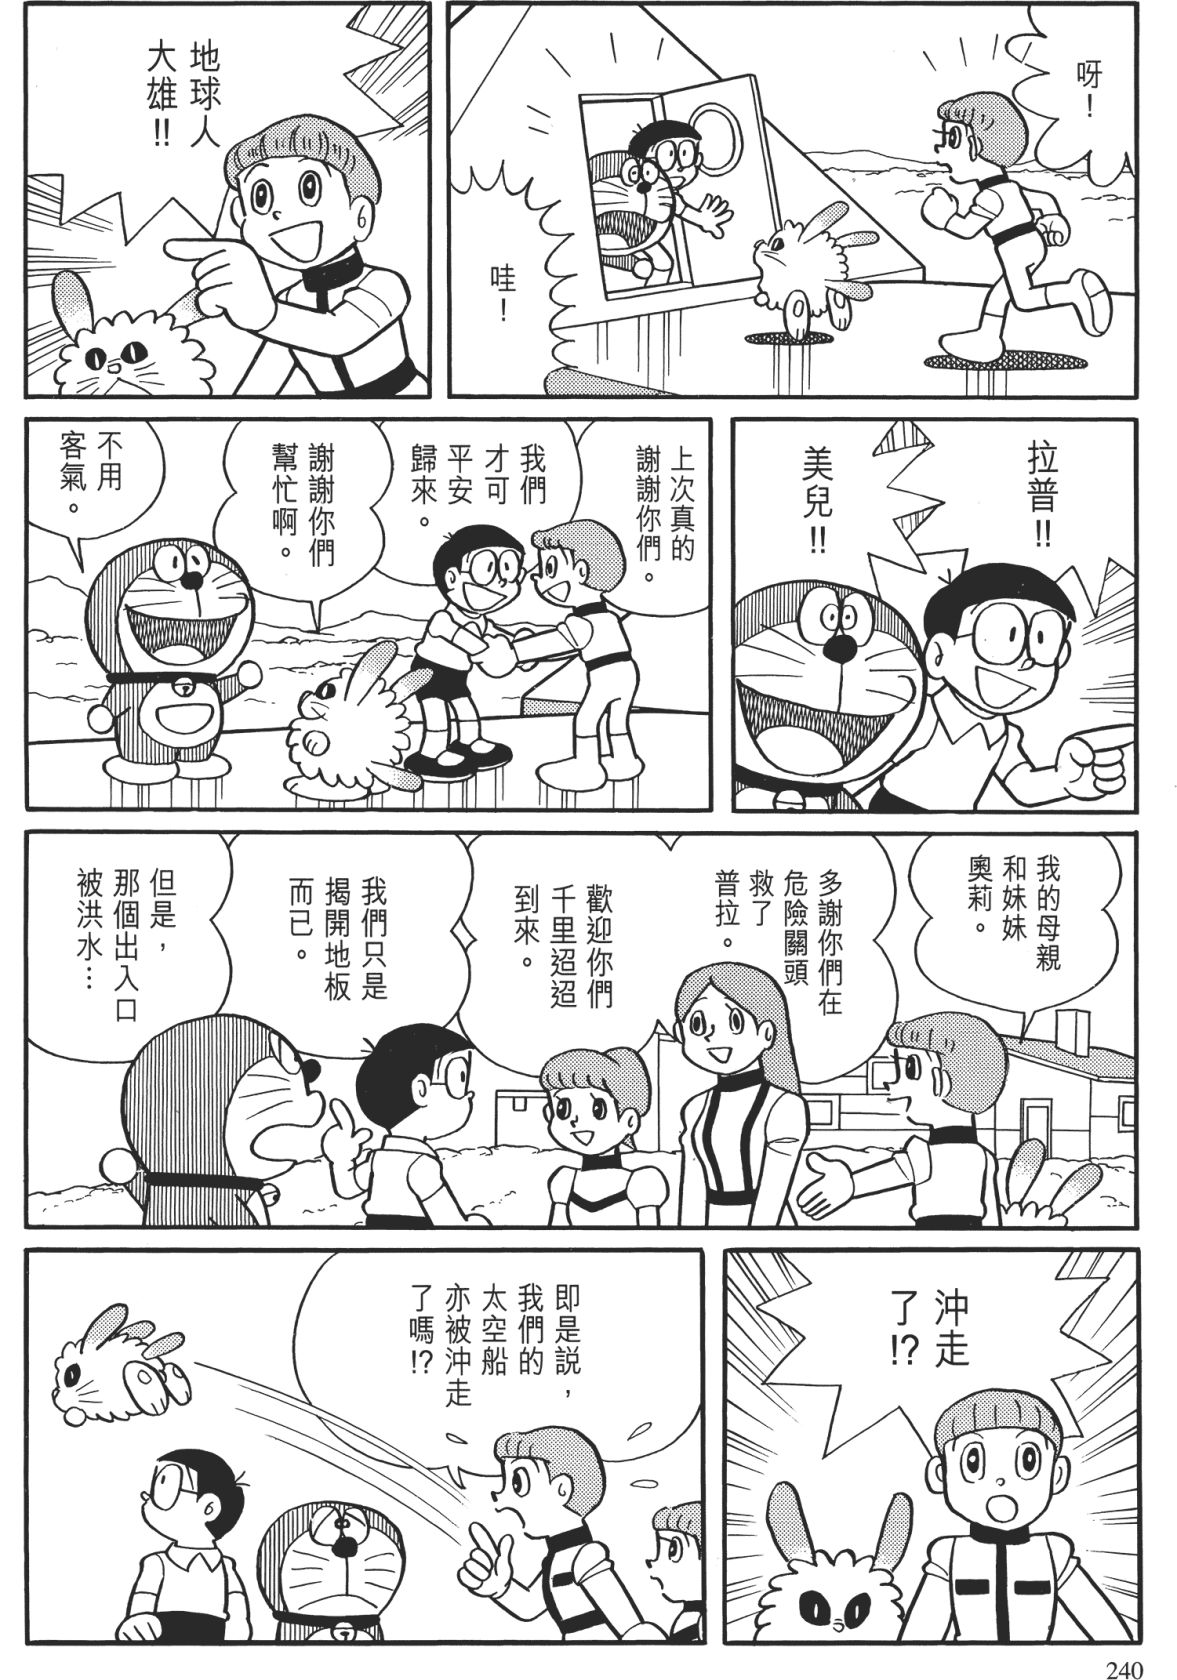 呀！
哇！
地球人
大雄!!
拉普!!
美兒!!
上次真的
謝謝你們。
我們
才可
平安
歸來。
謝謝你們
幫忙啊。
不用
客氣。
我的母親
和妹妹
奧莉。
多謝你們在
危險關頭
救了
普拉。
歡迎你們
千里迢迢
到來。
我們只是
揭開地板
而已。
但是，
那個出入口
被洪水…
沖走
了!?
即是説，
我們的
太空船
亦被沖走
了嗎!?
240